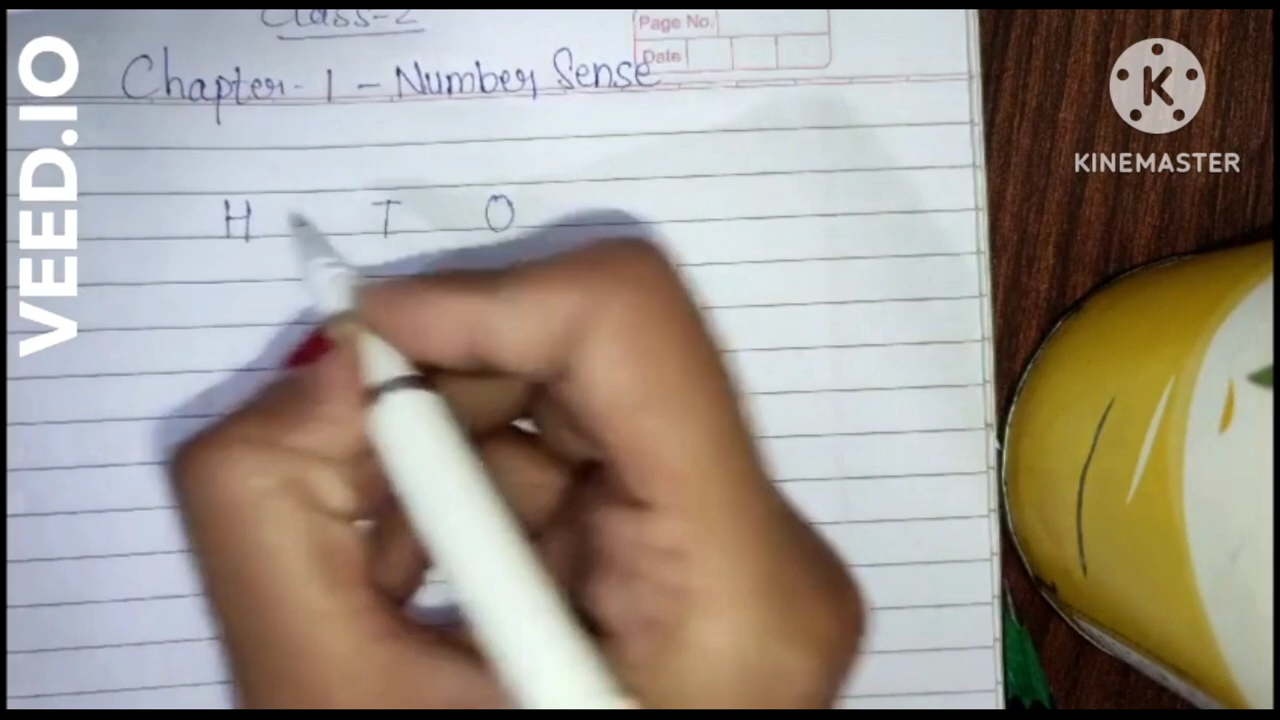 Class-2
Page No.
Date
Chapter-1 - Number Sense
H T O
VEED.IO
K
KINEMASTER